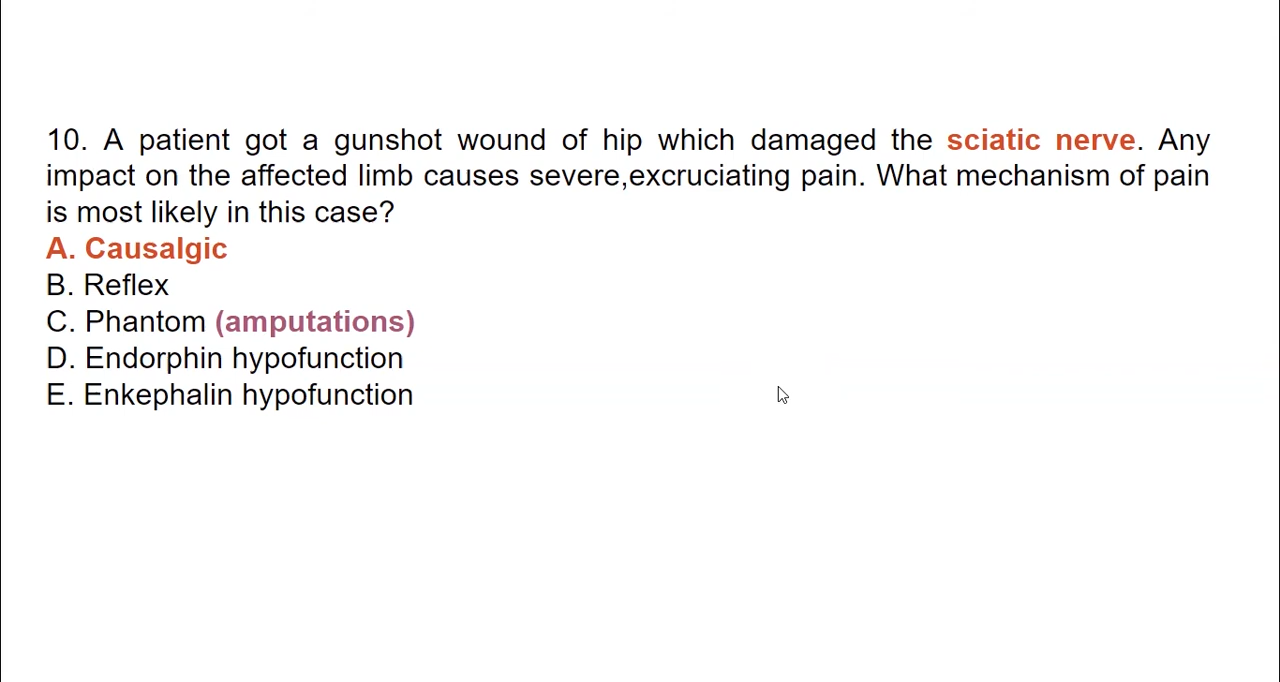 10. A patient got a gunshot wound of hip which damaged the sciatic nerve. Any
impact on the affected limb causes severe,excruciating pain. What mechanism of pain
is most likely in this case?
A. Causalgic
B. Reflex
C. Phantom (amputations)
D. Endorphin hypofunction
E. Enkephalin hypofunction